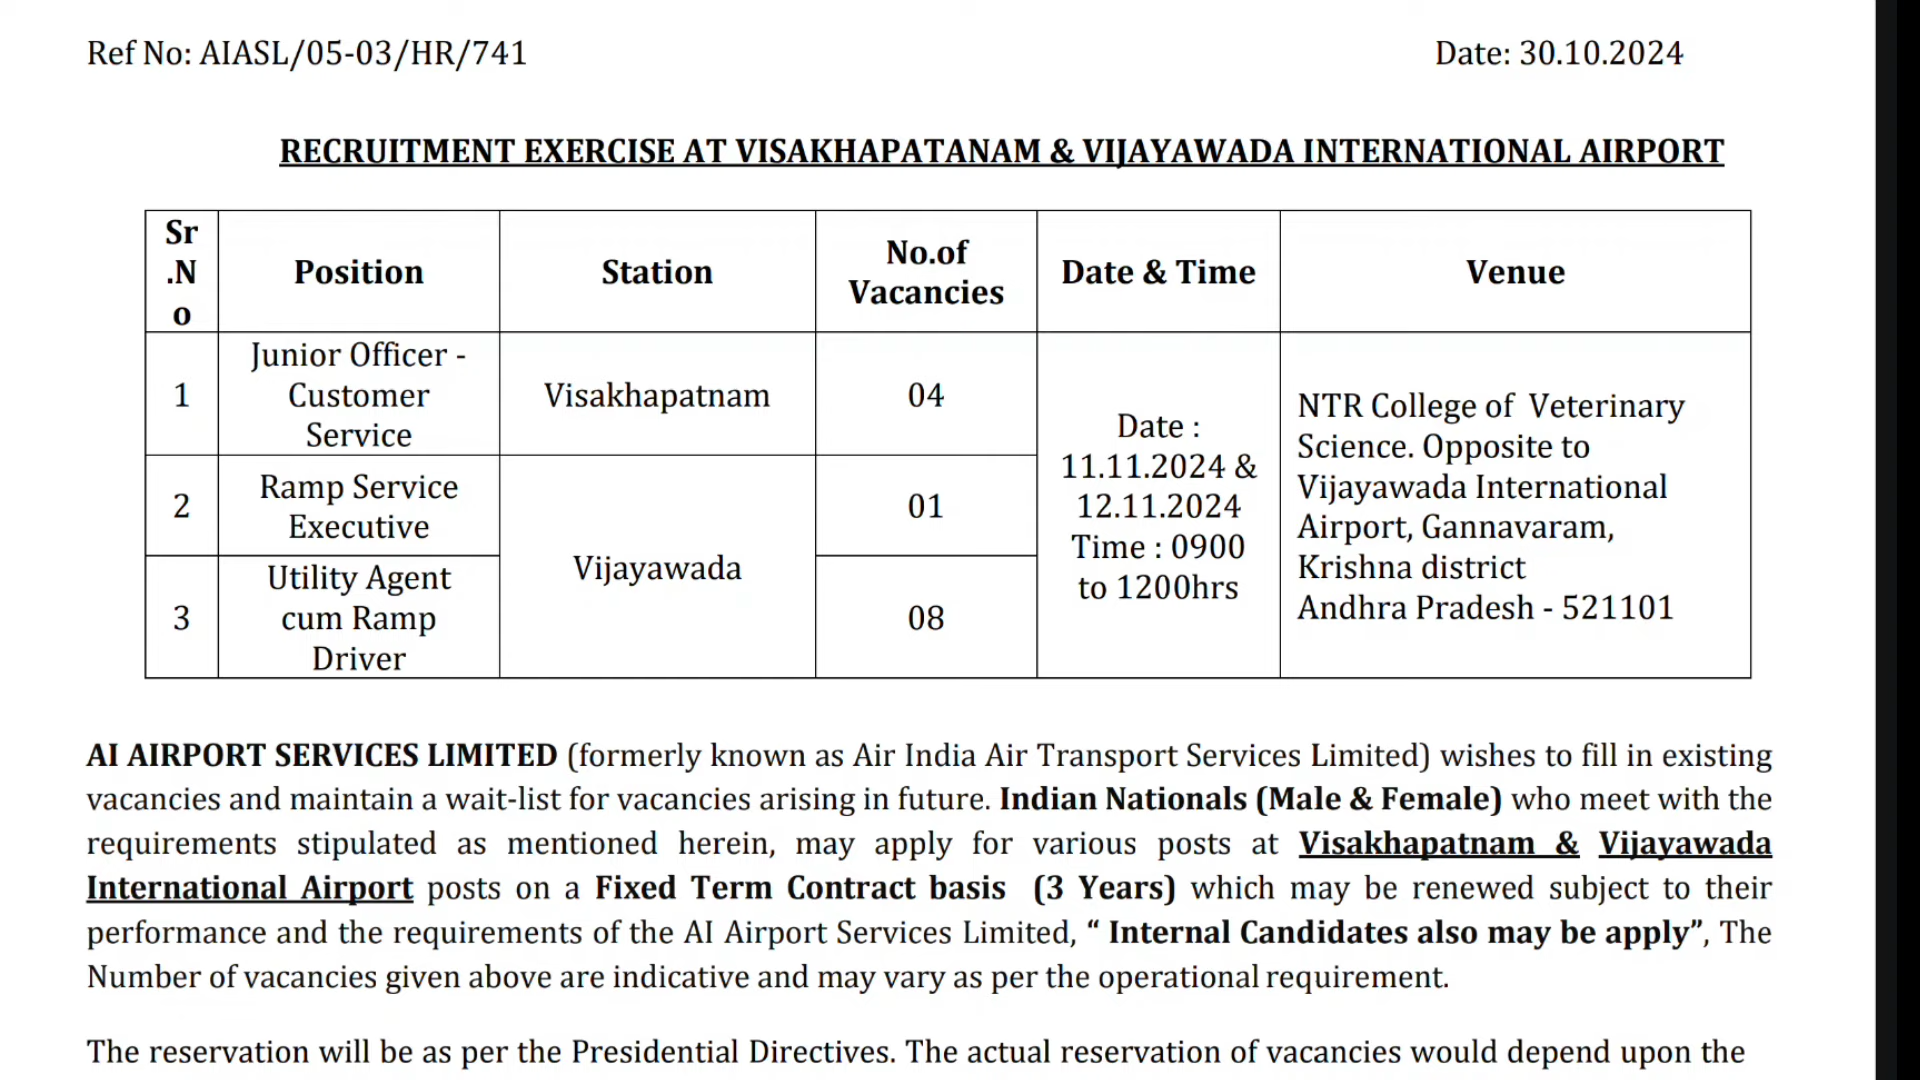 Ref No: AIASL/05-03/HR/741
Date: 30.10.2024
RECRUITMENT EXERCISE AT VISAKHAPATANAM & VIJAYAWADA INTERNATIONAL AIRPORT
Sr
.N
o
Position
Station
No.of
Vacancies
Date & Time
Venue
1
Junior Officer -
Customer
Service
Visakhapatnam
04
2
Ramp Service
Executive
Vijayawada
01
3
Utility Agent
cum Ramp
Driver
08
Date :
11.11.2024 &
12.11.2024
Time : 0900
to 1200hrs
NTR College of Veterinary
Science. Opposite to
Vijayawada International
Airport, Gannavaram,
Krishna district
Andhra Pradesh - 521101
AI AIRPORT SERVICES LIMITED (formerly known as Air India Air Transport Services Limited) wishes to fill in existing
vacancies and maintain a wait-list for vacancies arising in future. Indian Nationals (Male & Female) who meet with the
requirements stipulated as mentioned herein, may apply for various posts at Visakhapatnam & Vijayawada
International Airport posts on a Fixed Term Contract basis (3 Years) which may be renewed subject to their
performance and the requirements of the AI Airport Services Limited, “ Internal Candidates also may be apply”, The
Number of vacancies given above are indicative and may vary as per the operational requirement.
The reservation will be as per the Presidential Directives. The actual reservation of vacancies would depend upon the